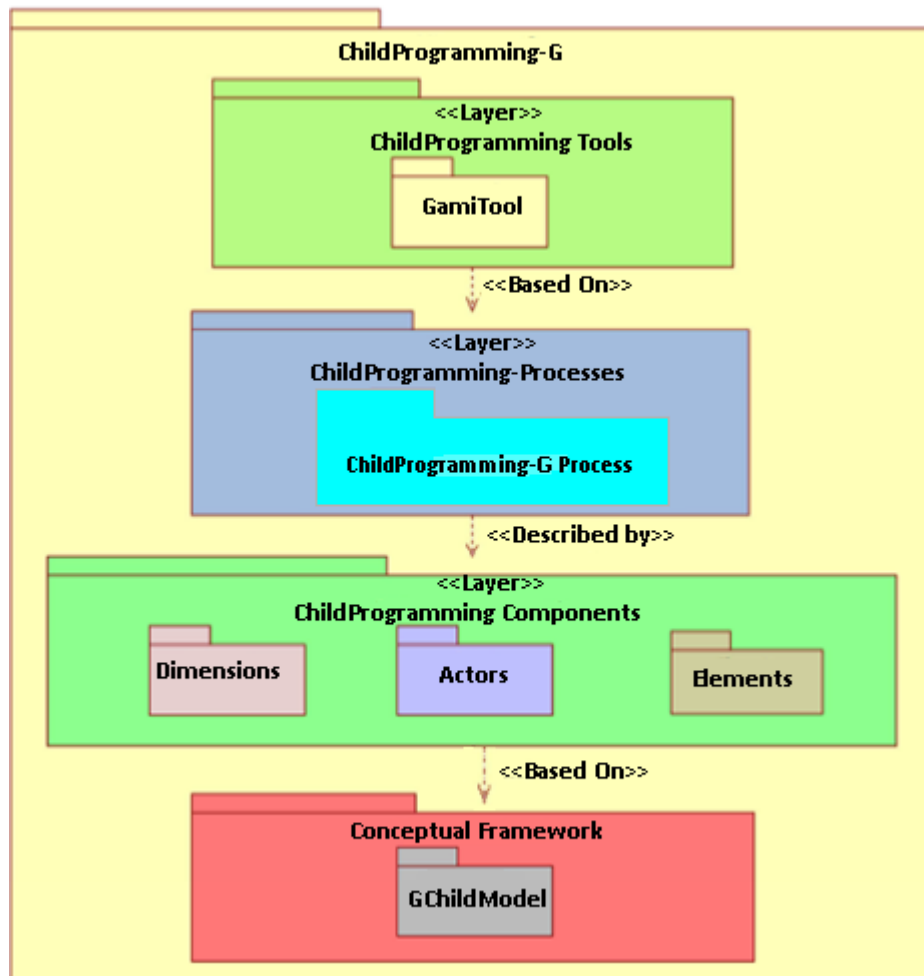 ChildProgramming-G
<<Layer>>
ChildProgramming Tools
GamiTool
<<Based On>>
<<Layer>>
ChildProgramming-Processes
ChildProgramming-G Process
<<Described by>>
<<Layer>>
ChildProgramming Components
Dimensions
Actors
Elements
<<Based On>>
Conceptual Framework
GChildModel